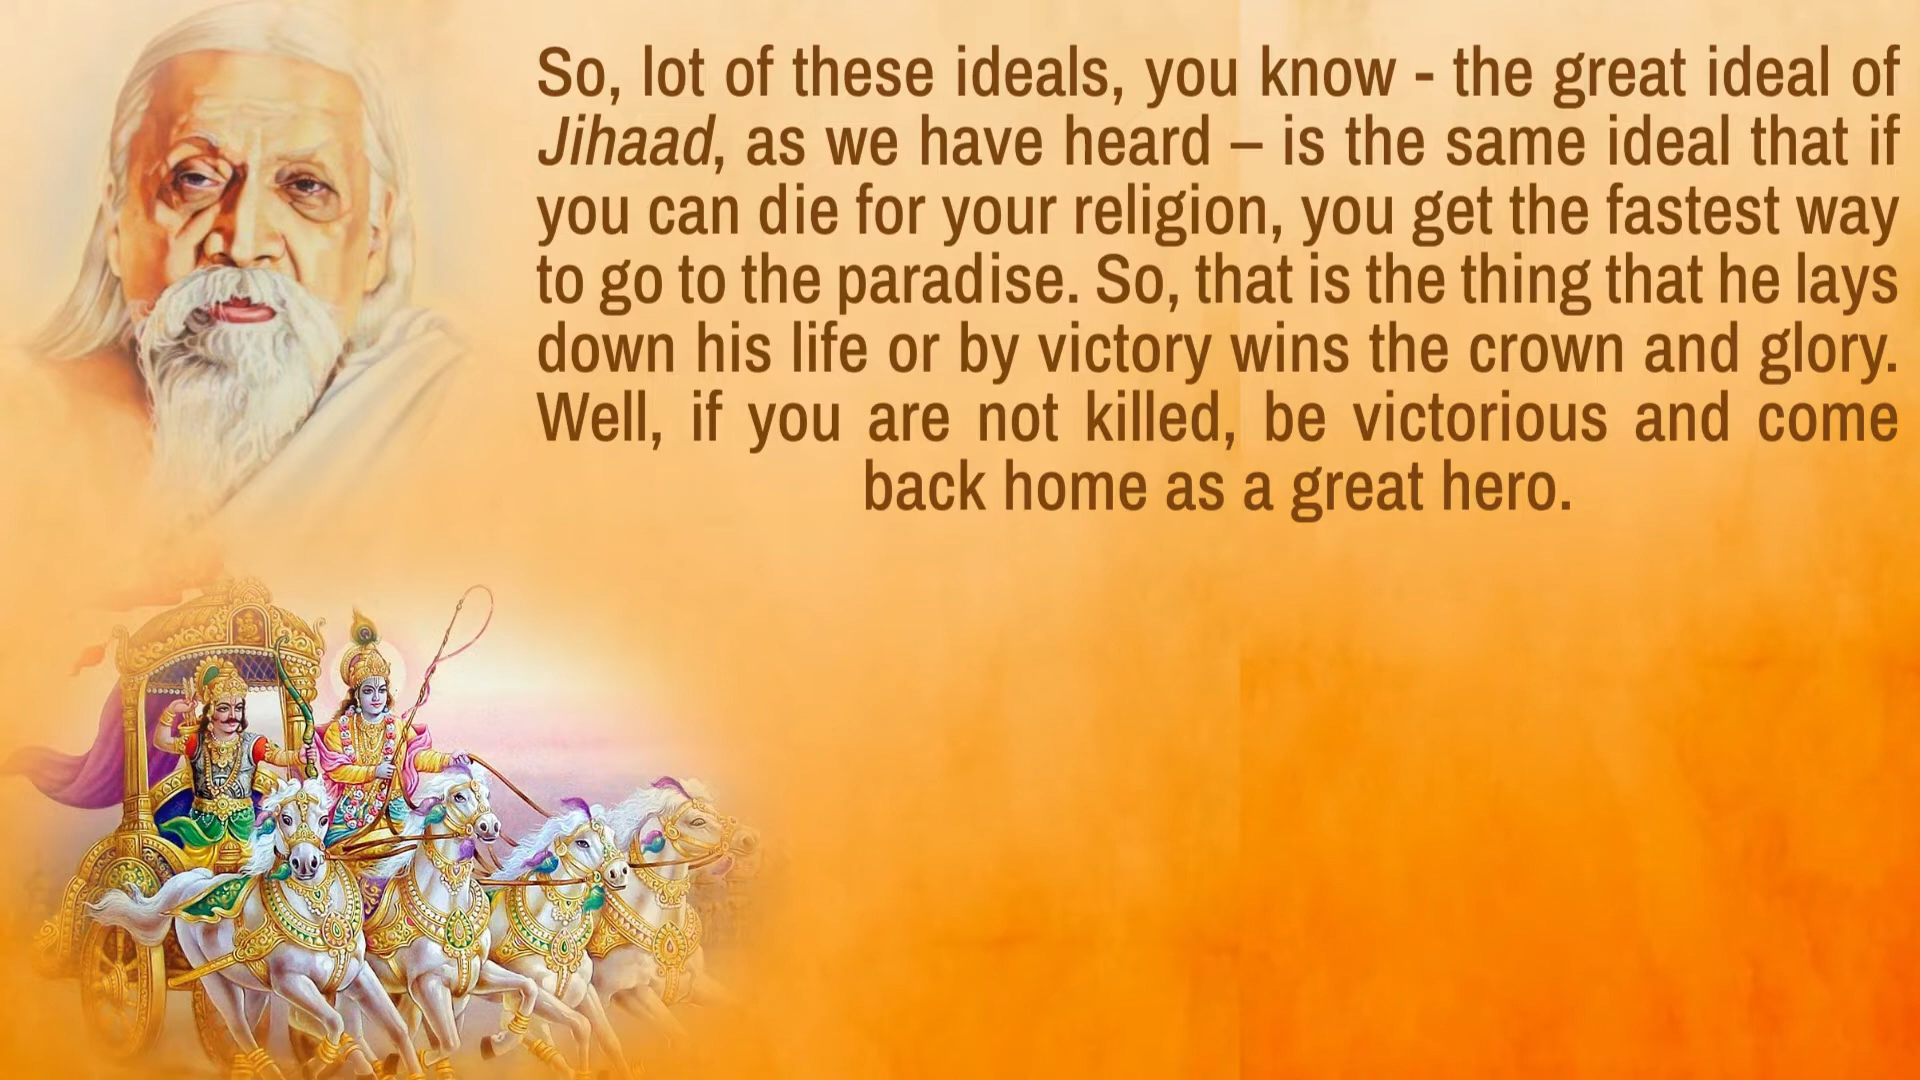 So, lot of these ideals, you know - the great ideal of
Jihaad, as we have heard – is the same ideal that if
you can die for your religion, you get the fastest way
to go to the paradise. So, that is the thing that he lays
down his life or by victory wins the crown and glory.
Well, if you are not killed, be victorious and come
back home as a great hero.